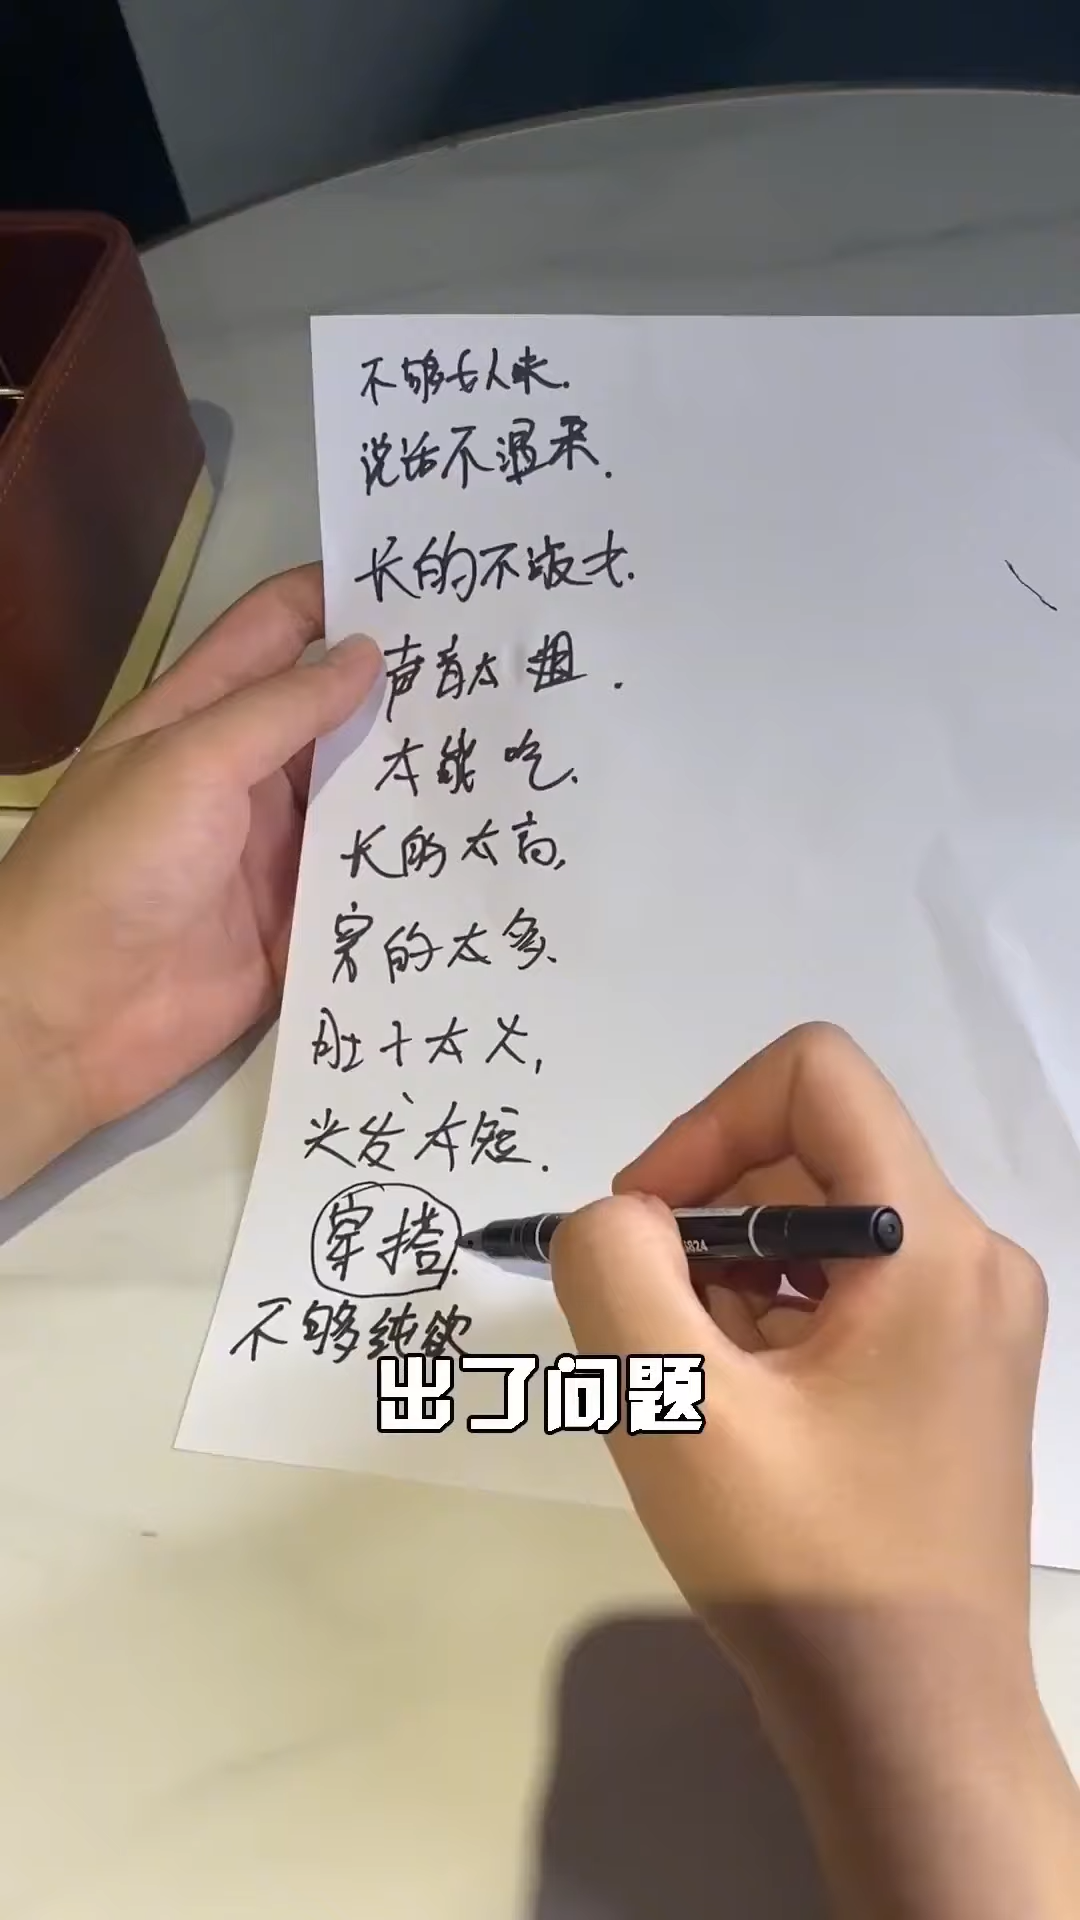 不够女人味.
说话不温柔.
长的不波大.
声音太粗.
太能吃.
长的太高,
穿的太多.
肚子太大,
头发太短.
穿搭.
不够纯欲
出了问题
6824